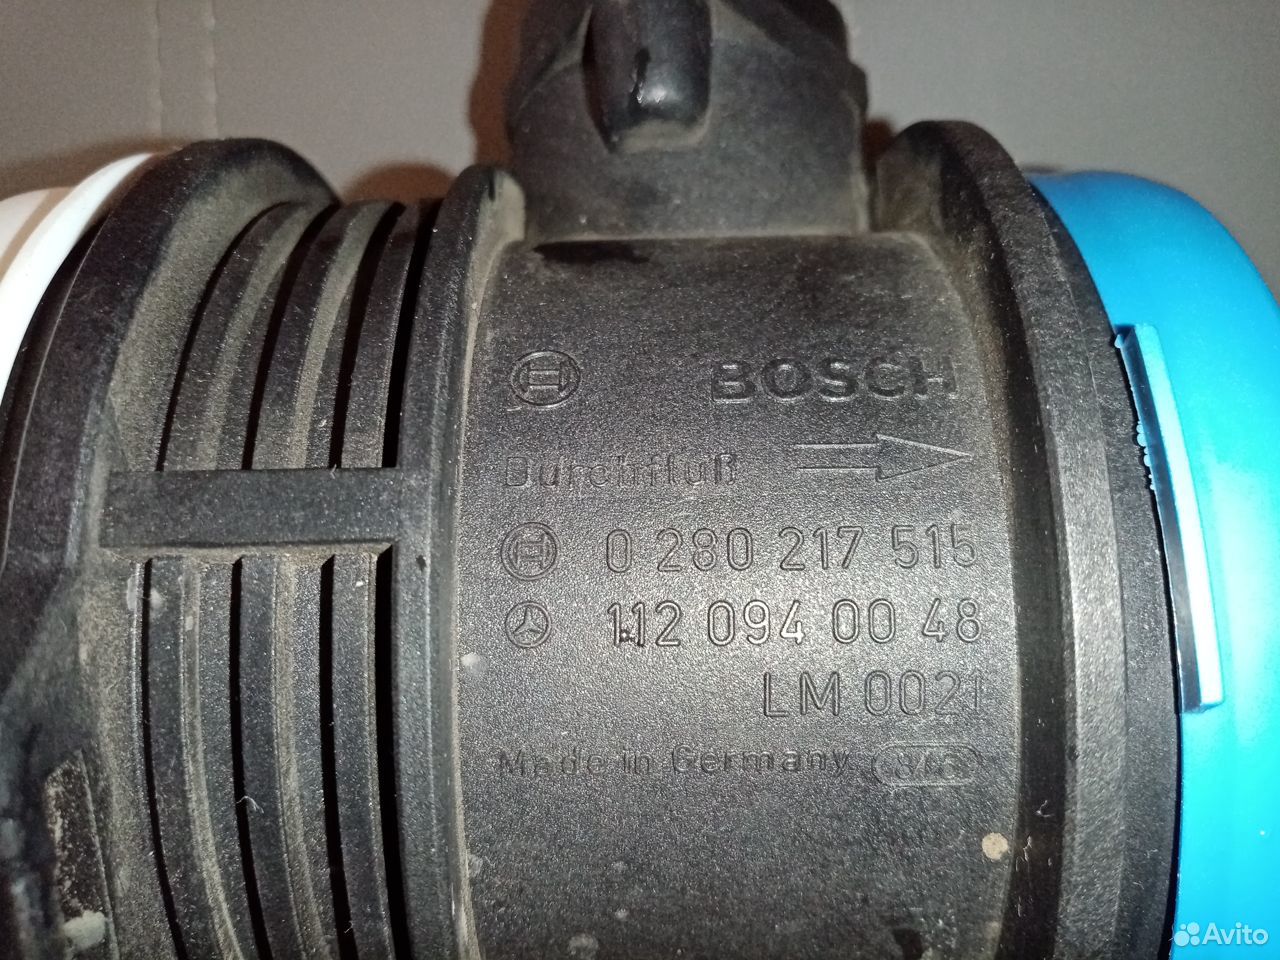 BOSCH
Durchfluß
0 280 217 515
112 094 00 48
LM 0021
Made in Germany
Avito